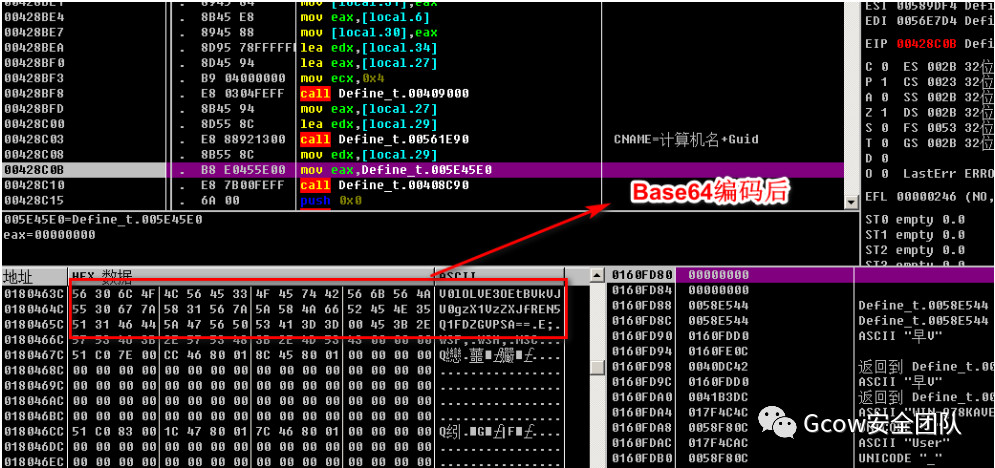 00428BE4 . 8B45 E8 mov eax,[local.6]
00428BE7 . 8945 88 mov [local.30],eax
00428BEA . 8D95 78FFFFFF lea edx,[local.34]
00428BF0 . 8D45 94 lea eax,[local.27]
00428BF3 . B9 04000000 mov ecx,0x4
00428BF8 . E8 0304FEFF call Define_t.00409000
00428BFD . 8B45 94 mov eax,[local.27]
00428C00 . 8D55 8C lea edx,[local.29]
00428C03 . E8 88921300 call Define_t.00561E90 CNAME=计算机名+Guid
00428C08 . 8B55 8C mov edx,[local.29]
00428C0B . B8 E0455E00 mov eax,Define_t.005E45E0
00428C10 . E8 7B00FEFF call Define_t.00408C90
00428C15 . 6A 00 push 0x0
Base64编码后
005E45E0=Define_t.005E45E0
eax=00000000
ESI 00589DF4 Defi
EDI 0056E7D4 Defi
EIP 00428C0B Defi
C 0 ES 002B 32位
P 1 CS 0023 32位
A 0 SS 002B 32位
Z 1 DS 002B 32位
S 0 FS 0053 32位
T 0 GS 002B 32位
D 0
O 0 LastErr ERRO
EFL 00000246 (NO,
ST0 empty 0.0
ST1 empty 0.0
ST2 empty 0.0
地址 HEX 数据 ASCII
0180463C 56 30 6C 4F 4C 56 45 33 4F 45 74 42 56 6B 56 4A V0lOLVE3OEtBVkVJ
0180464C 55 30 67 7A 58 31 56 7A 5A 58 4A 66 52 45 4E 35 U0gzX1VzZXJfREN5
0180465C 51 31 46 44 5A 47 56 50 53 41 3D 3D 00 45 3B 2E Q1FDZGVPSA==.E;.
0180466C
0180467C 51 C0 7E 00 CC 46 80 01 8C 45 80 01 00 00 00 00
0180468C 00 00 00 00 00 00 00 00 00 00 00 00 00 00 00 00 ................
0180469C 00 00 00 00 00 00 00 00 00 00 00 00 00 00 00 00 ................
018046AC 00 00 00 00 00 00 00 00 00 00 00 00 00 00 00 00 ................
018046BC 00 00 00 00 00 00 00 00 00 00 00 00 00 00 00 00 ................
018046CC 51 C0 83 00 1C 47 80 01 7C 46 80 01 00 00 00 00
018046DC 00 00 00 00 00 00 00 00 00 00 00 00 00 00 00 00 ................
018046EC 00 00 00 00 00 00 00 00 00 00 00 00 00 00 00 00 ................
0160FD80 00000000
0160FD84 00000000
0160FD88 0058E544 Define_t.0058E544
0160FD8C 0058E544 Define_t.0058E544
0160FD90 0160FDD0 ASCII "早V"
0160FD94 0160FE0C
0160FD98 0040DC42 返回到 Define_t.0
0160FD9C 0160FDD0 ASCII "早V"
0160FDA0 0041B3DC 返回到 Define_t.0
0160FDA4 017F4C4C ASCII
0160FDA8 0058F80C
0160FDAC 017F4CAC ASCII "User"
0160FDB0 0058F80C UNICODE "_"
Gcow安全团队